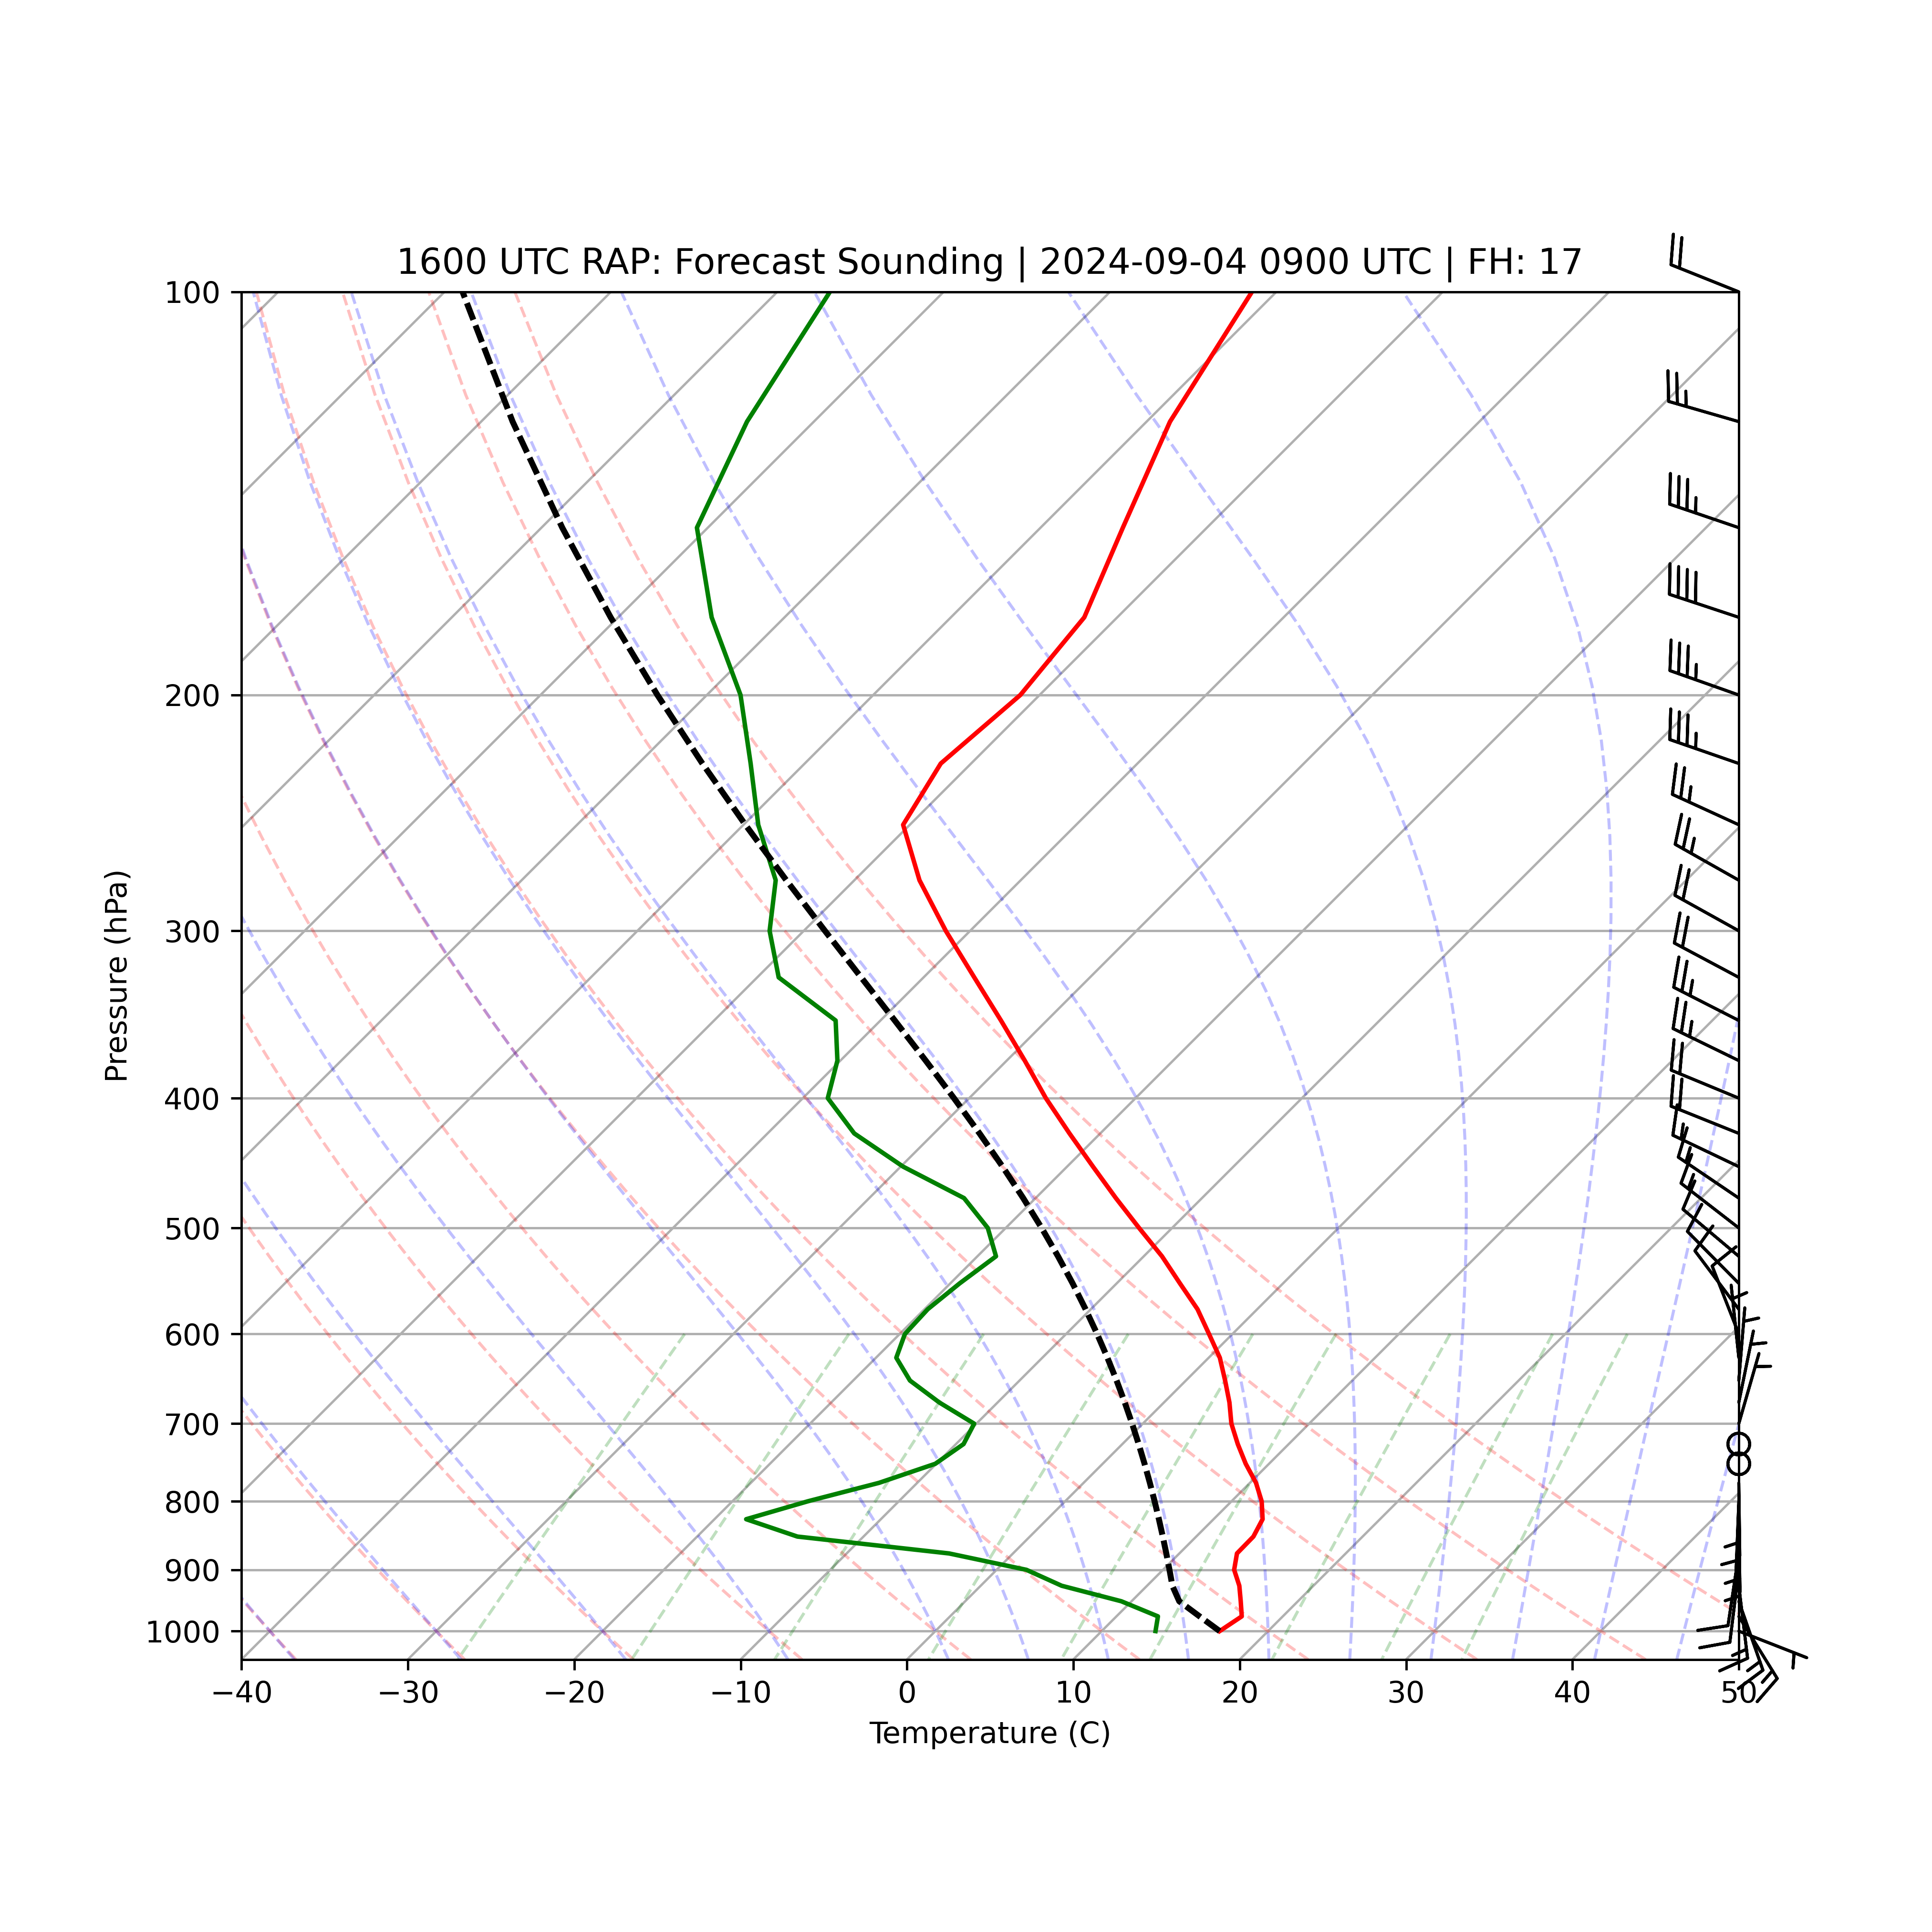 1600 UTC RAP: Forecast Sounding | 2024-09-04 0900 UTC | FH: 17
100
200
300
400
500
600
700
800
900
1000
Pressure (hPa)
−40 −30 −20 −10 0 10 20 30 40 50
Temperature (C)